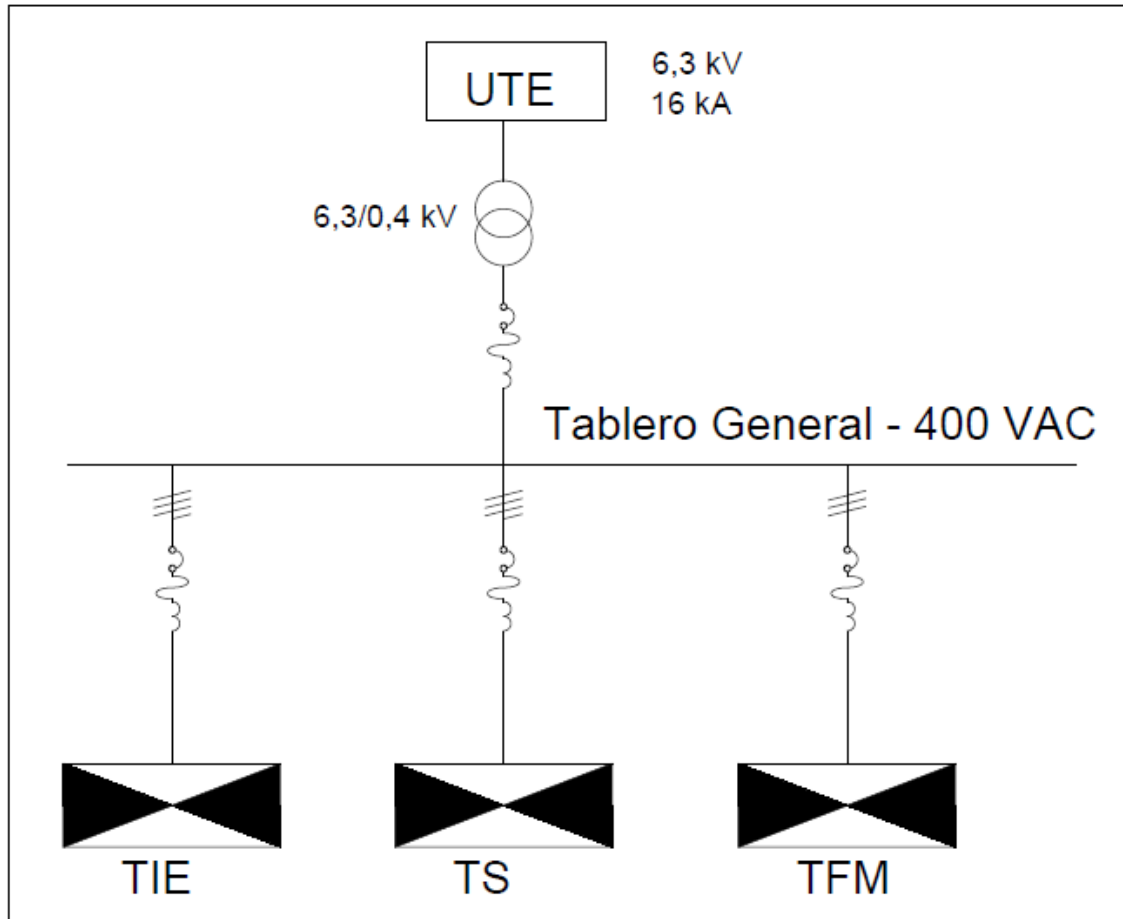 UTE
6,3 kV
16 kA
6,3/0,4 kV
Tablero General - 400 VAC
TIE
TS
TFM